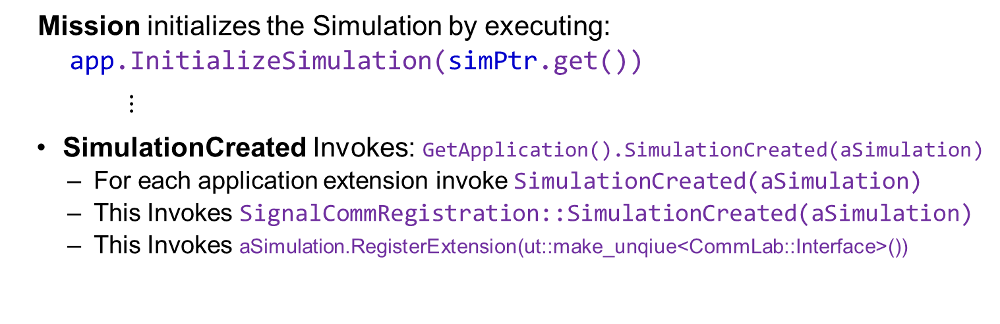 Mission initializes the Simulation by executing:
app.InitializeSimulation(simPtr.get())
⋮
• SimulationCreated Invokes: GetApplication().SimulationCreated(aSimulation)
– For each application extension invoke SimulationCreated(aSimulation)
– This Invokes SignalCommRegistration::SimulationCreated(aSimulation)
– This Invokes aSimulation.RegisterExtension(ut::make_unqiue<CommLab::Interface>())